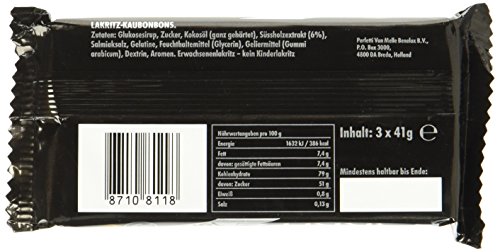 LAKRITZ-KAUBONBONS.
Zutaten: Glukosesirup, Zucker, Kokosöl (ganz gehärtet), Süssholzextrakt (6%),
Salmiaksalz, Gelatine, Feuchthaltemittel (Glycerin), Geliermittel (Gummi
arabicum), Dextrin, Aromen. Erwachsenenlakritz – kein Kinderlakritz
Perfetti Van Melle Benelux B.V.,
P.O. Box 3000,
4800 DA Breda, Holland
8710 8118
Nährwertangaben pro 100 g
Energie 1632 kJ / 386 kcal
Fett 7,4g
davon: gesättigte Fettsäuren 7,4g
Kohlenhydrate 79 g
davon: Zucker 51 g
Eiweiß 0,8 g
Salz 0,13 g
Inhalt: 3 x 41g ℮
Mindestens haltbar bis Ende: